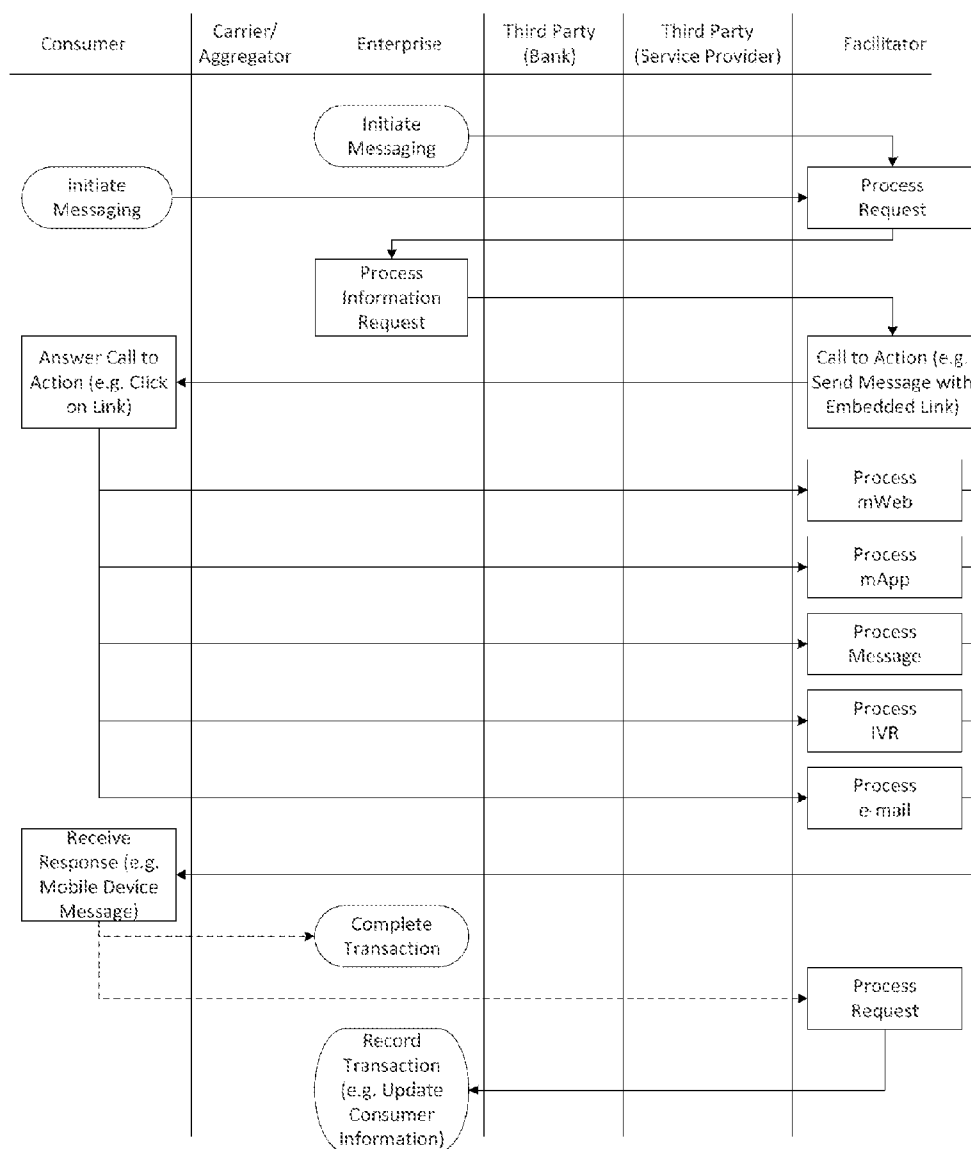 Consumer
Carrier/
Aggregator
Enterprise
Third Party
(Bank)
Third Party
(Service Provider)
Facilitator
Initiate
Messaging
Initiate
Messaging
Process
Request
Process
Information
Request
Answer Call to
Action (e.g. Click
on Link)
Call to Action (e.g.
Send Message with
Embedded Link)
Process
mWeb
Process
mApp
Process
Message
Process
IVR
Process
e-mail
Receive
Response (e.g.
Mobile Device
Message)
Complete
Transaction
Process
Request
Record
Transaction
(e.g. Update
Consumer
Information)